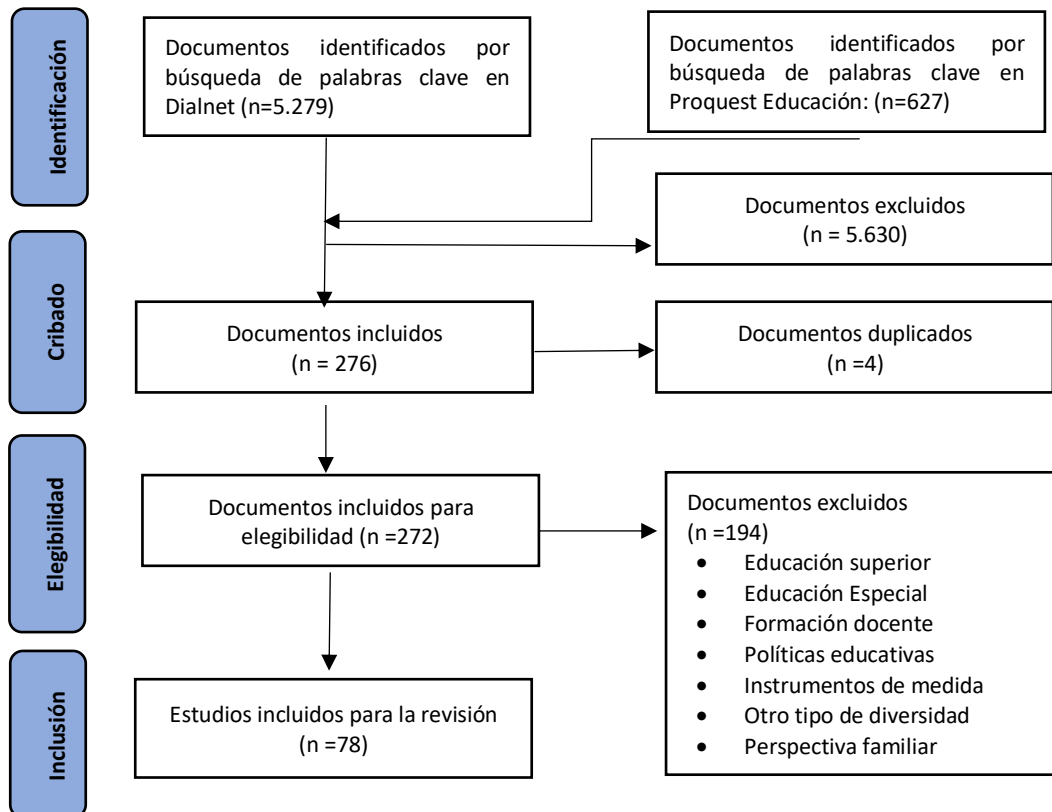 Identificación
Documentos identificados por
búsqueda de palabras clave en
Dialnet (n=5.279)
Documentos identificados por
búsqueda de palabras clave en
Proquest Educación: (n=627)
Documentos excluidos
(n = 5.630)
Cribado
Documentos incluidos
(n = 276)
Documentos duplicados
(n =4)
Elegibilidad
Documentos incluidos para
elegibilidad (n =272)
Documentos excluidos
(n =194)
• Educación superior
• Educación Especial
• Formación docente
• Políticas educativas
• Instrumentos de medida
• Otro tipo de diversidad
• Perspectiva familiar
Inclusión
Estudios incluidos para la revisión
(n =78)